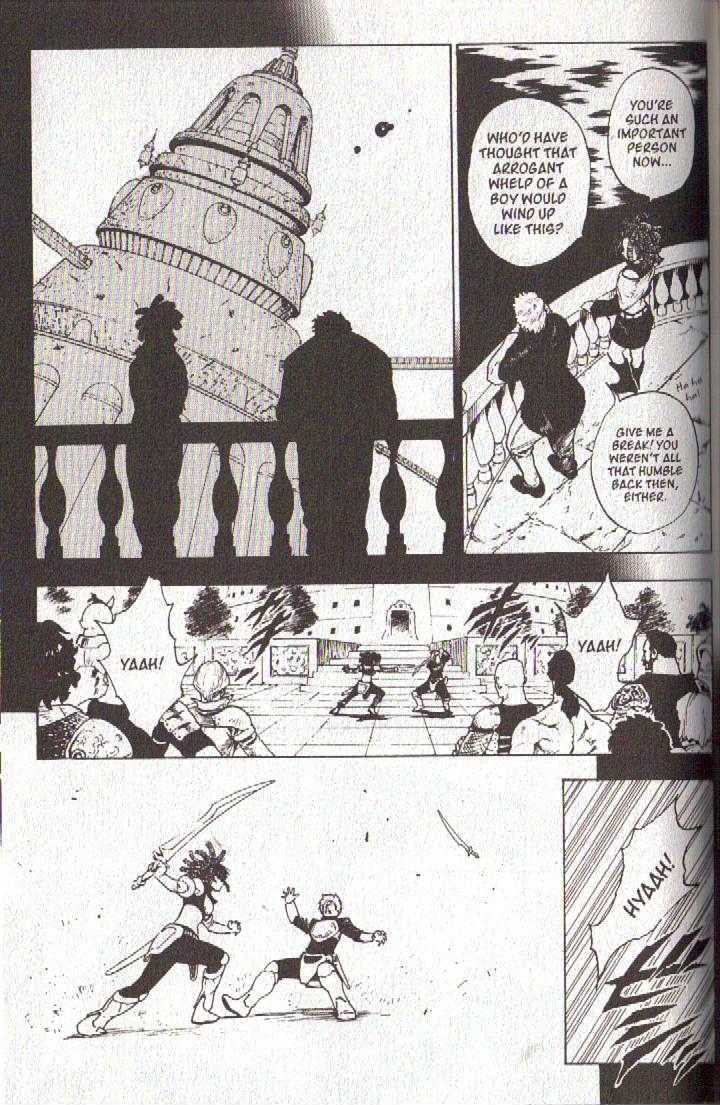 YOU'RE
SUCH AN
IMPORTANT
PERSON
NOW...
WHO'D HAVE
THOUGHT THAT
ARROGANT
WHELP OF A
BOY WOULD
WIND UP
LIKE THIS?
Ha ha
ha!
GIVE ME A
BREAK! YOU
WEREN'T ALL
THAT HUMBLE
BACK THEN,
EITHER.
YAAH!
YAAH!
HYAAH!